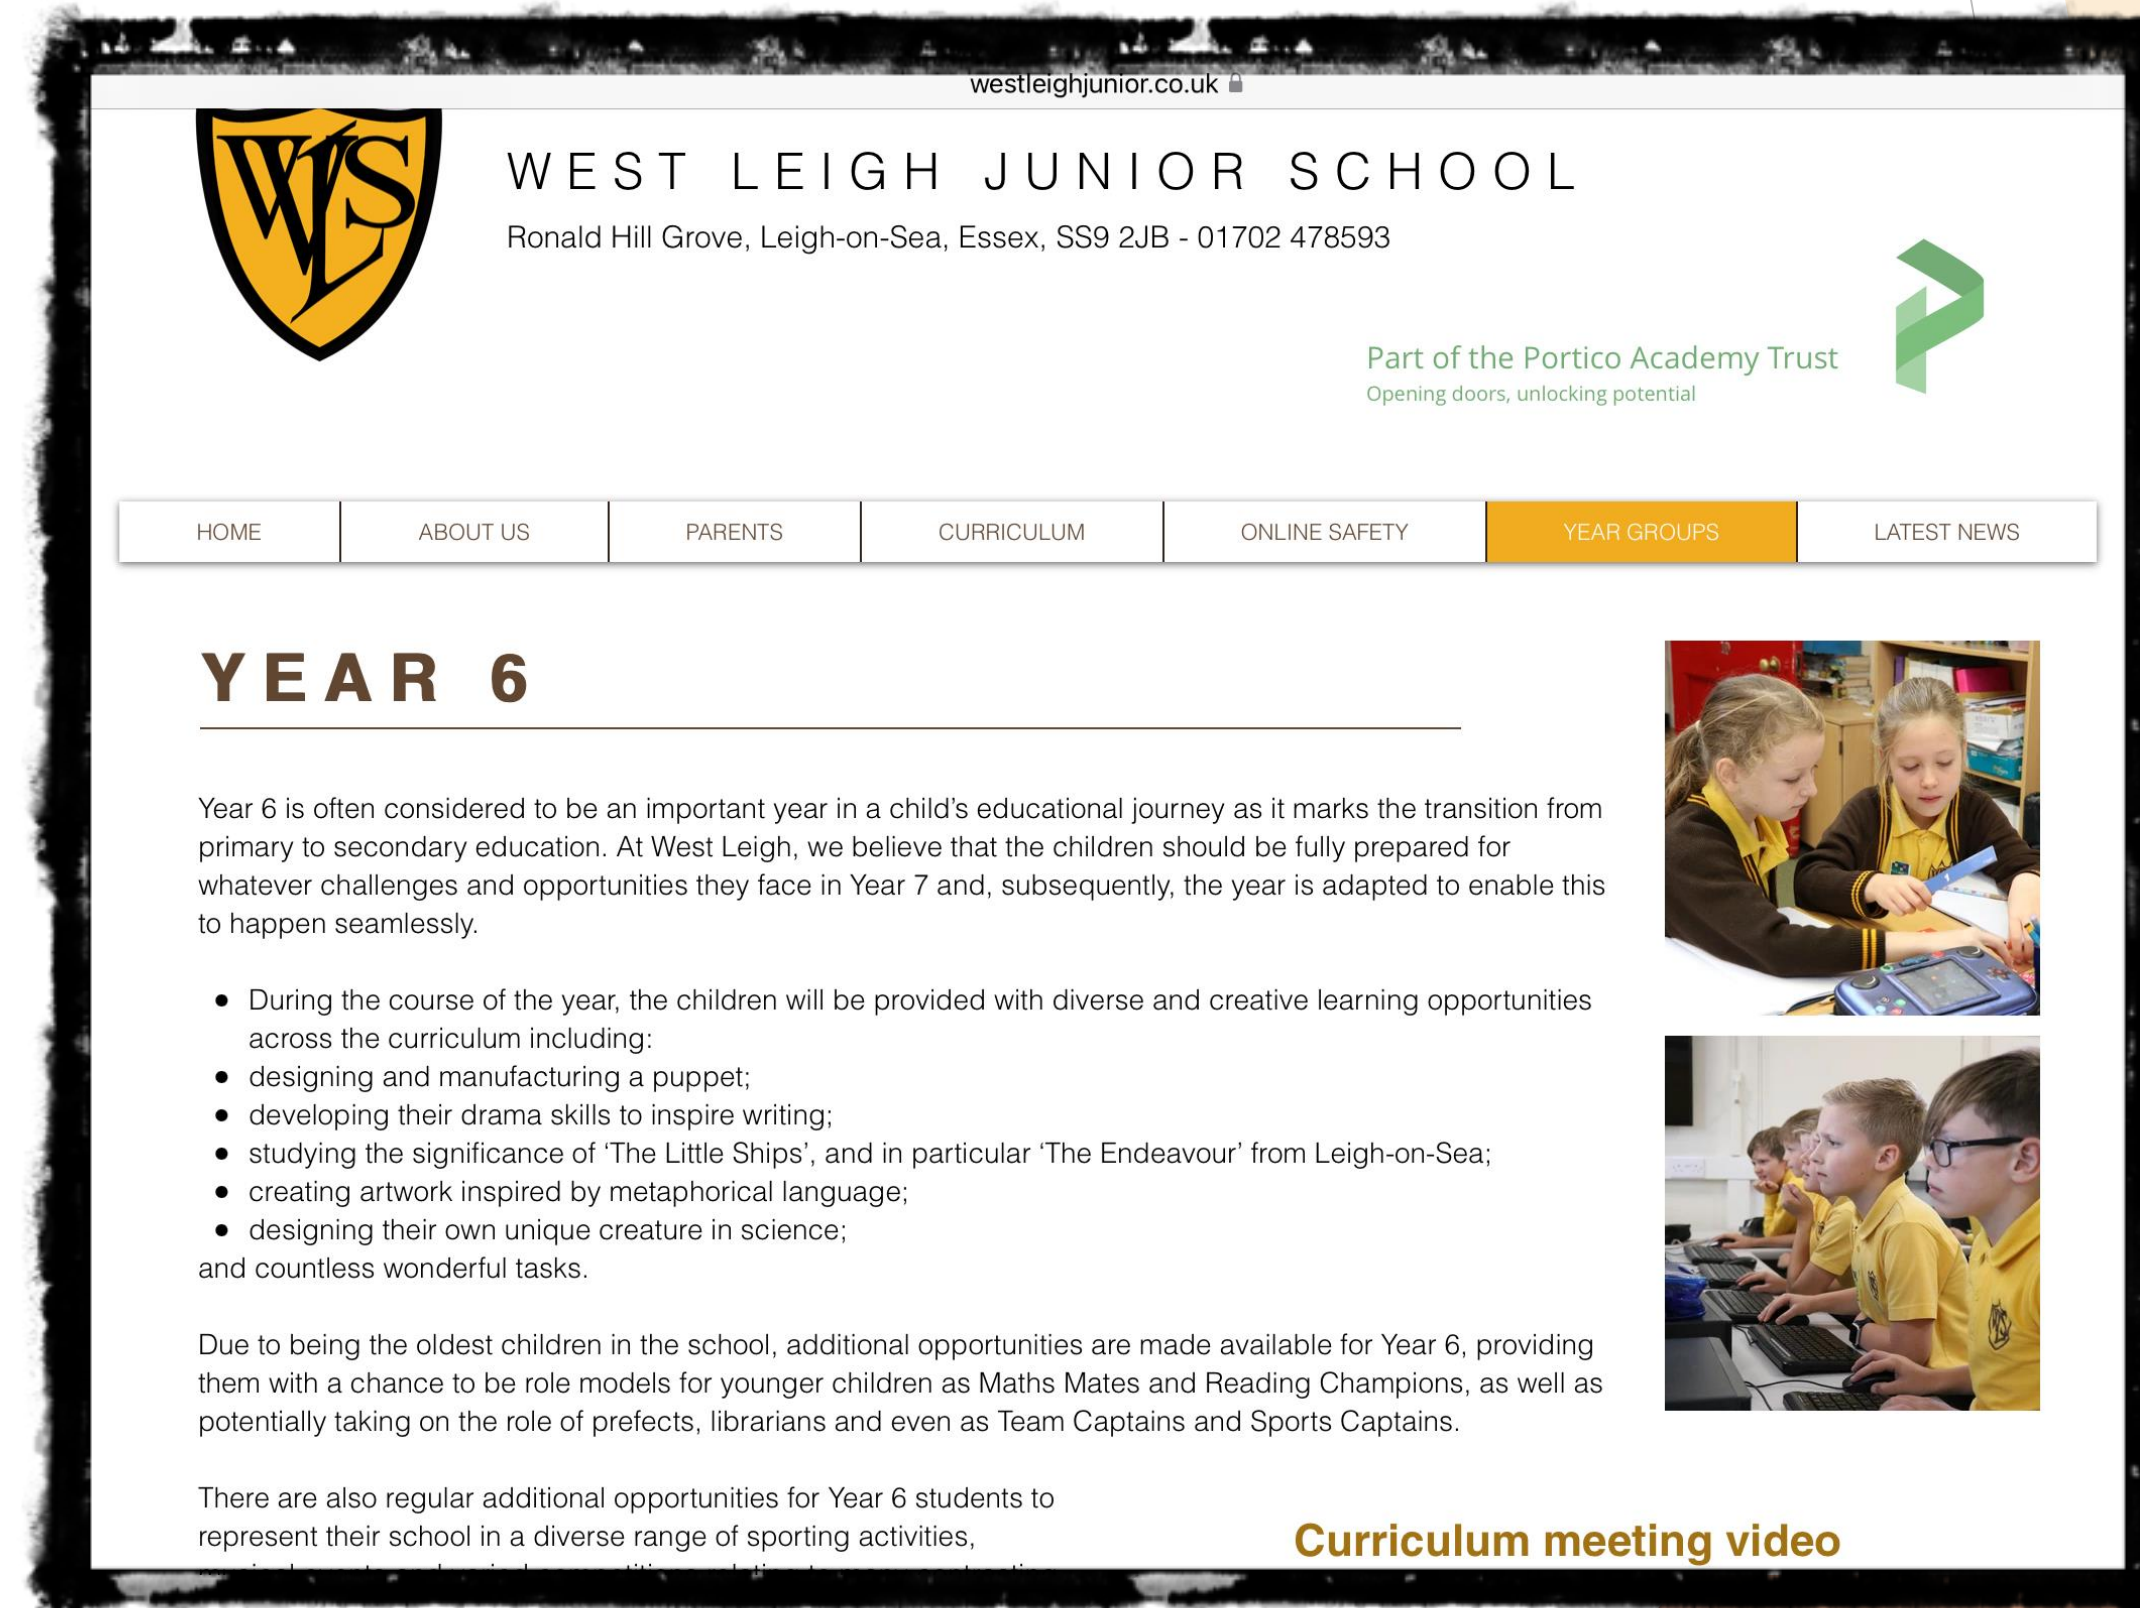 westleighjunior.co.uk
WLS
WEST LEIGH JUNIOR SCHOOL
Ronald Hill Grove, Leigh-on-Sea, Essex, SS9 2JB - 01702 478593
Part of the Portico Academy Trust
Opening doors, unlocking potential
HOME ABOUT US PARENTS CURRICULUM ONLINE SAFETY YEAR GROUPS LATEST NEWS
YEAR 6
Year 6 is often considered to be an important year in a child’s educational journey as it marks the transition from
primary to secondary education. At West Leigh, we believe that the children should be fully prepared for
whatever challenges and opportunities they face in Year 7 and, subsequently, the year is adapted to enable this
to happen seamlessly.
• During the course of the year, the children will be provided with diverse and creative learning opportunities
across the curriculum including:
• designing and manufacturing a puppet;
• developing their drama skills to inspire writing;
• studying the significance of ‘The Little Ships’, and in particular ‘The Endeavour’ from Leigh-on-Sea;
• creating artwork inspired by metaphorical language;
• designing their own unique creature in science;
and countless wonderful tasks.
Due to being the oldest children in the school, additional opportunities are made available for Year 6, providing
them with a chance to be role models for younger children as Maths Mates and Reading Champions, as well as
potentially taking on the role of prefects, librarians and even as Team Captains and Sports Captains.
There are also regular additional opportunities for Year 6 students to
represent their school in a diverse range of sporting activities,
Curriculum meeting video